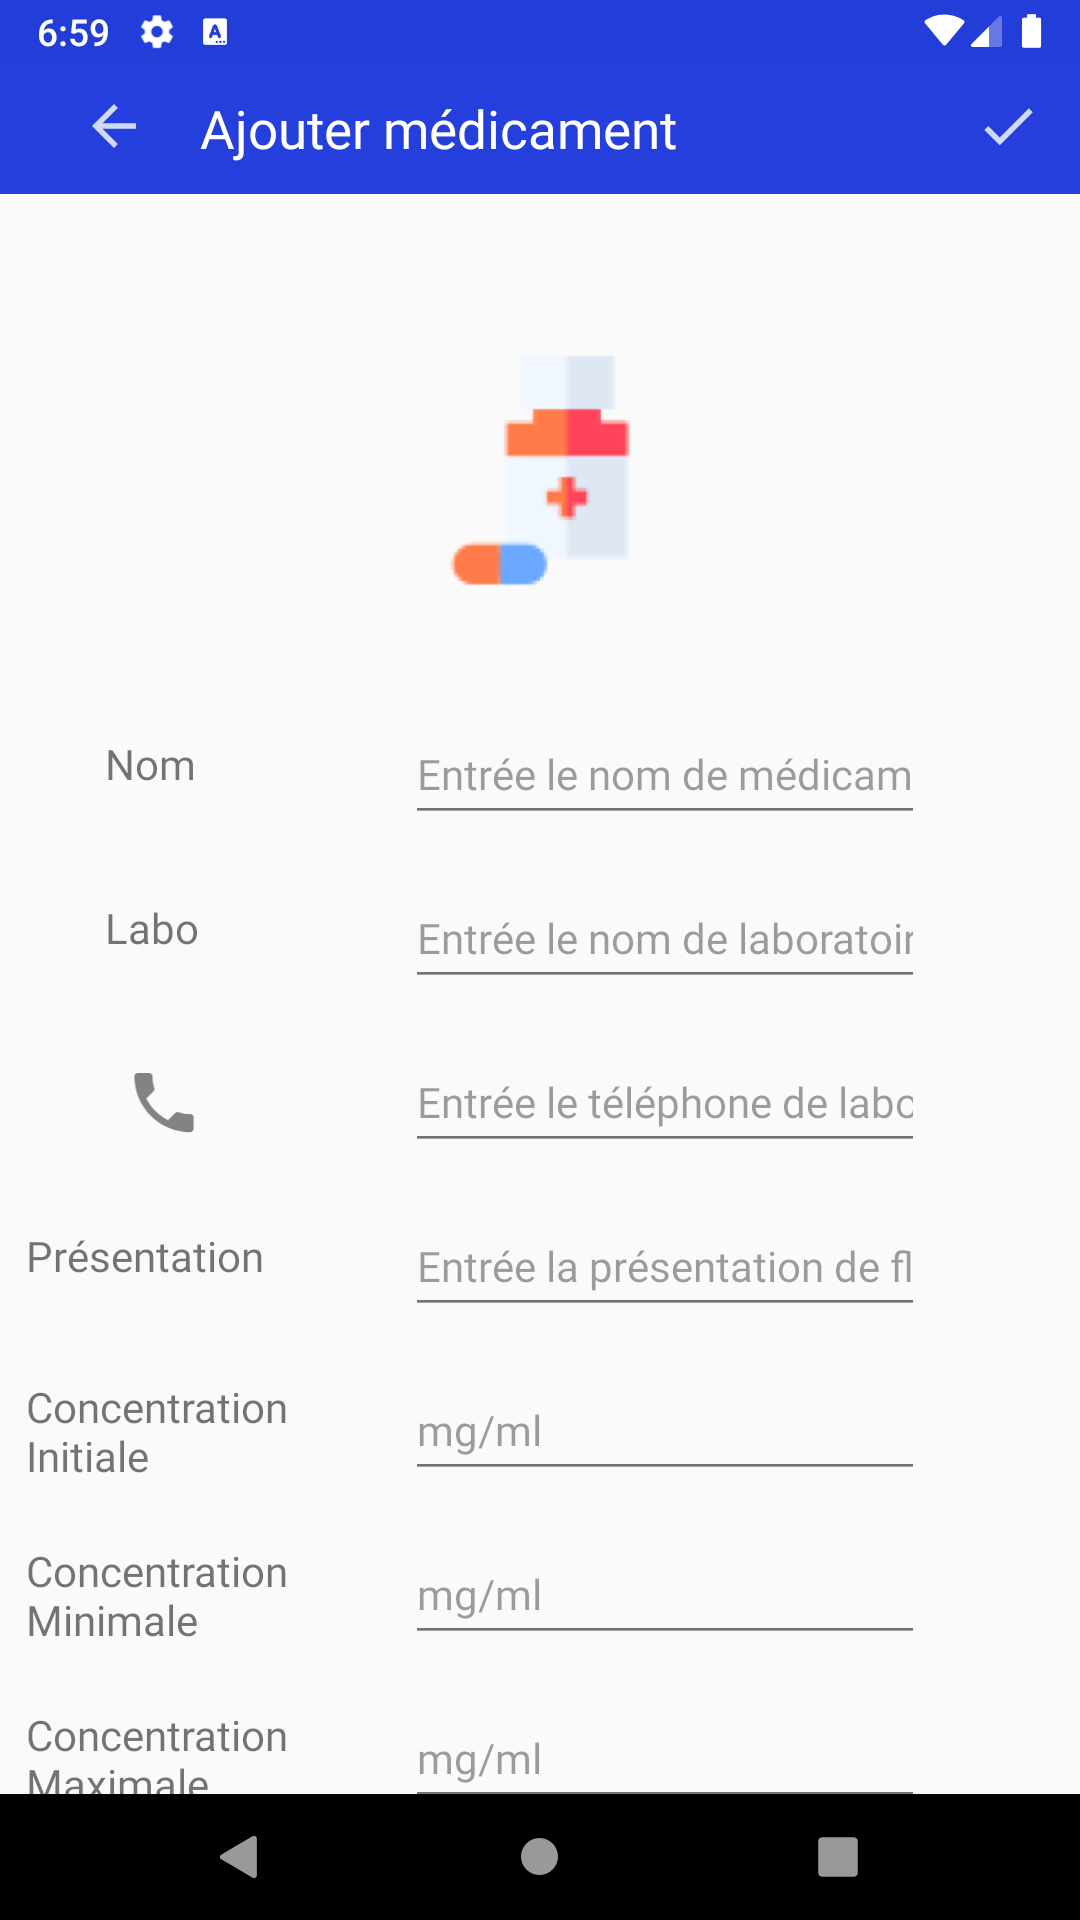 6:59
Ajouter médicament
Nom
Entrée le nom de médicam
Labo
Entrée le nom de laboratoir
Entrée le téléphone de labo
Présentation
Entrée la présentation de fl
Concentration
Initiale
mg/ml
Concentration
Minimale
mg/ml
Concentration
Maximale
mg/ml